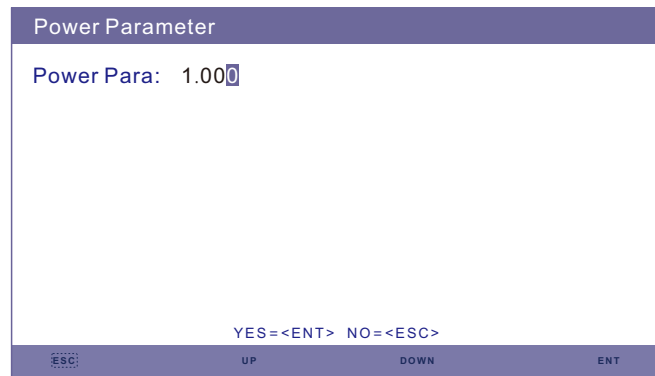 Power Parameter
Power Para: 1.000
YES=<ENT> NO=<ESC>
ESC UP DOWN ENT